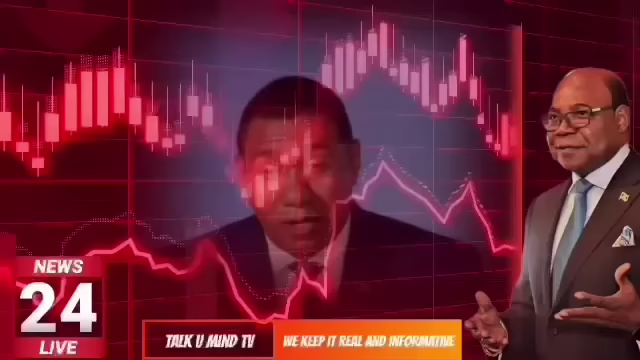 NEWS
24
LIVE
TALK U MIND TV
WE KEEP IT REAL AND INFORMATIVE